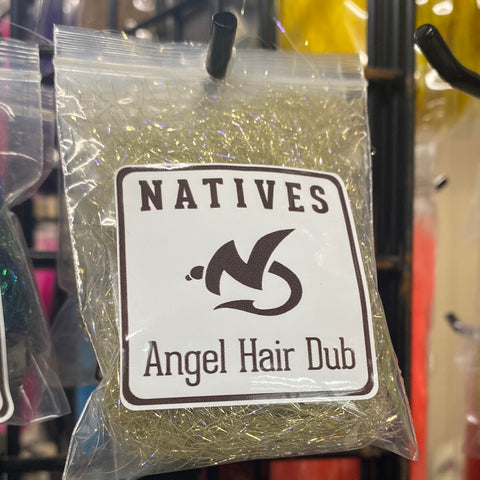 NATIVES
N
Angel Hair Dub